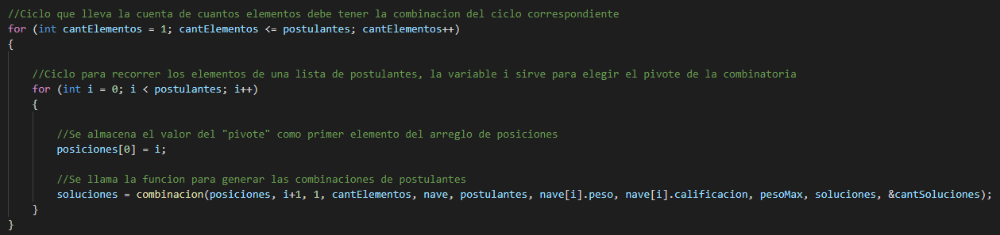 //Ciclo que lleva la cuenta de cuantos elementos debe tener la combinacion del ciclo correspondiente
for (int cantElementos = 1; cantElementos <= postulantes; cantElementos++)
{
//Ciclo para recorrer los elementos de una lista de postulantes, la variable i sirve para elegir el pivote de la combinatoria
for (int i = 0; i < postulantes; i++)
{
//Se almacena el valor del "pivote" como primer elemento del arreglo de posiciones
posiciones[0] = i;
//Se llama la funcion para generar las combinaciones de postulantes
soluciones = combinacion(posiciones, i+1, 1, cantElementos, nave, postulantes, nave[i].peso, nave[i].calificacion, pesoMax, soluciones, &cantSoluciones);
}
}